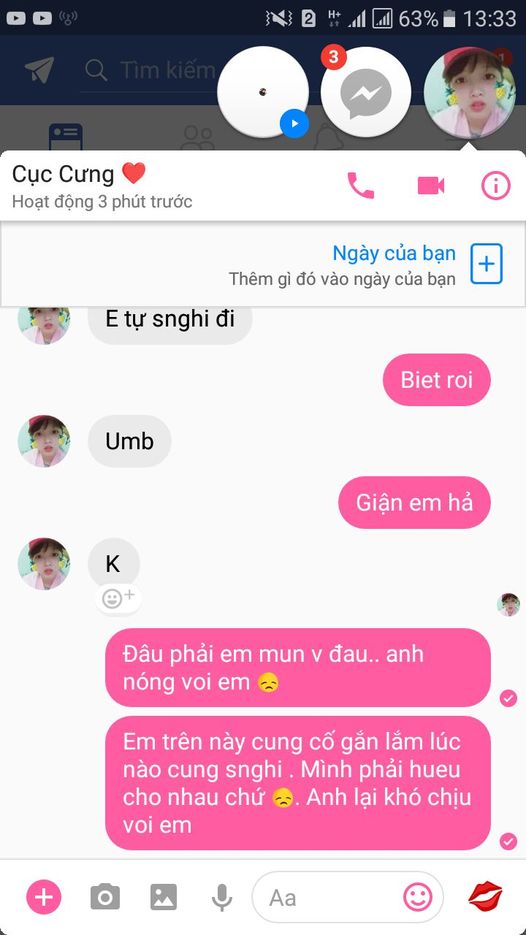 2 H+ 63% 13:33
Tìm kiếm
3
Cục Cưng ❤️
Hoạt động 3 phút trước
Ngày của bạn
Thêm gì đó vào ngày của bạn
E tự snghi đi
Biet roi
Umb
Giận em hả
K
Đâu phải em mun v đau.. anh
nóng voi em 😞
Em trên này cung cố gắn lắm lúc
nào cung snghi . Mình phải hueu
cho nhau chứ 😞. Anh lại khó chịu
voi em
Aa